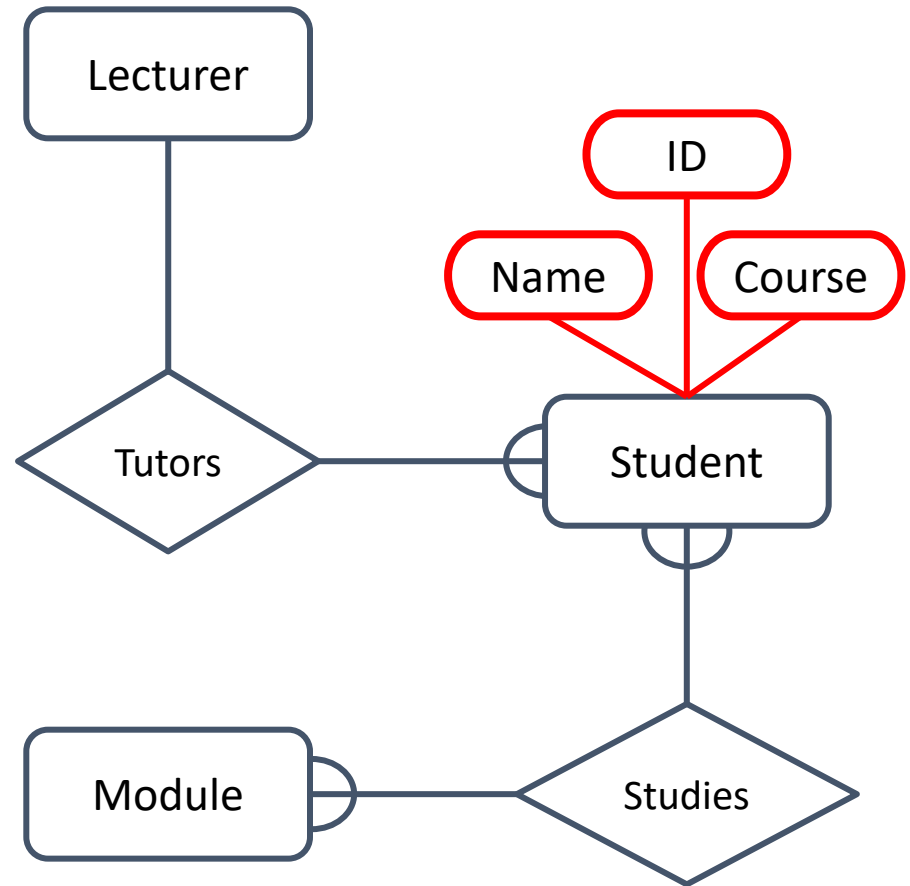 Lecturer
ID
Name
Course
Tutors
Student
Module
Studies